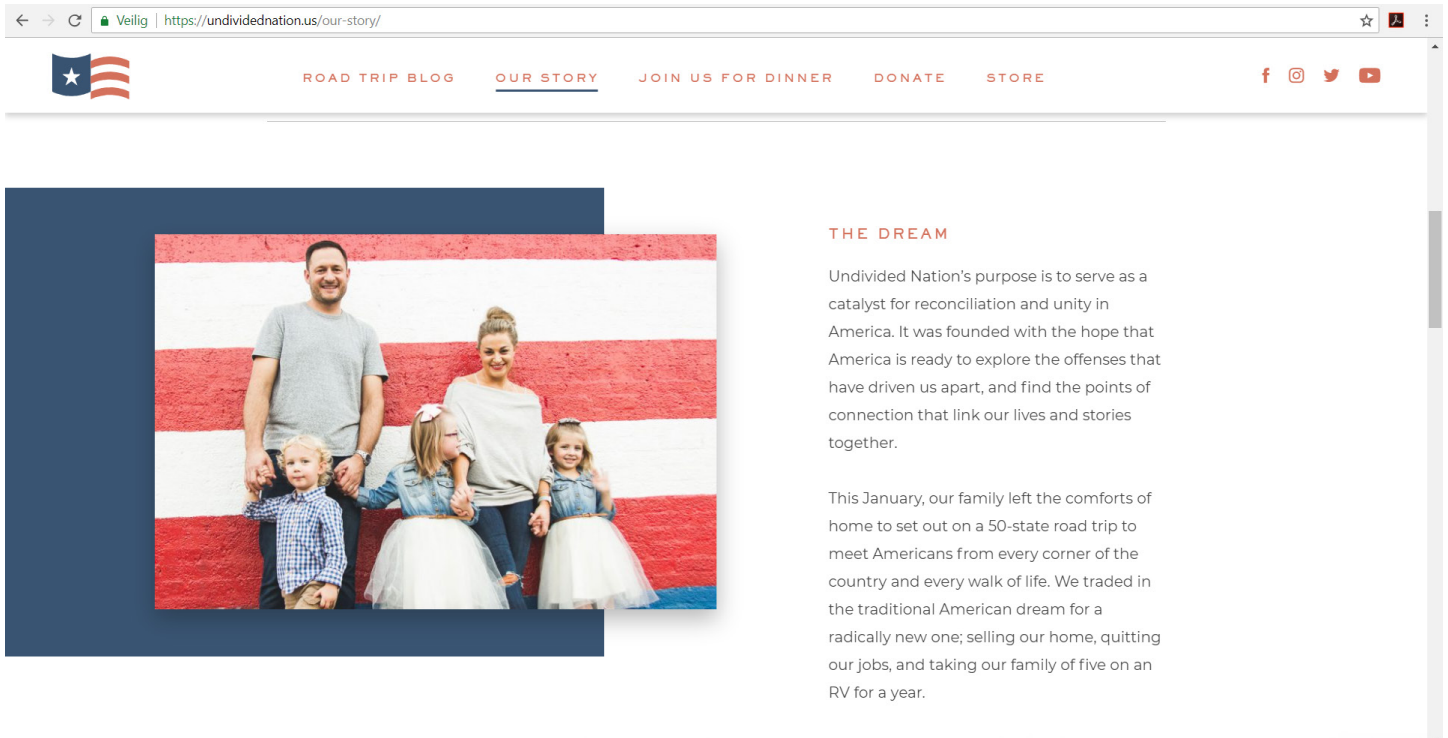 Veilig https://undividednation.us/our-story/
ROAD TRIP BLOG OUR STORY JOIN US FOR DINNER DONATE STORE
THE DREAM
Undivided Nation’s purpose is to serve as a
catalyst for reconciliation and unity in
America. It was founded with the hope that
America is ready to explore the offenses that
have driven us apart, and find the points of
connection that link our lives and stories
together.
This January, our family left the comforts of
home to set out on a 50-state road trip to
meet Americans from every corner of the
country and every walk of life. We traded in
the traditional American dream for a
radically new one; selling our home, quitting
our jobs, and taking our family of five on an
RV for a year.